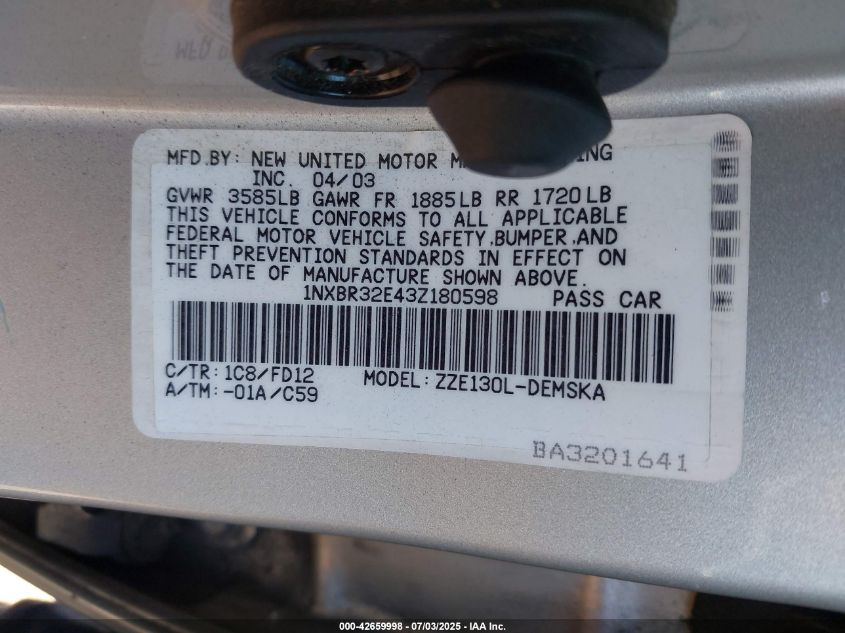 WED
MFD.BY: NEW UNITED MOTOR M ING
INC. 04/03
GVWR 3585LB GAWR FR 1885LB RR 1720LB
THIS VEHICLE CONFORMS TO ALL APPLICABLE
FEDERAL MOTOR VEHICLE SAFETY,BUMPER,AND
THEFT PREVENTION STANDARDS IN EFFECT ON
THE DATE OF MANUFACTURE SHOWN ABOVE.
1NXBR32E43Z180598 PASS CAR
C/TR: 1C8/FD12 MODEL: ZZE130L-DEMSKA
A/TM:-01A/C59
BA3201641
000-42659998 - 07/03/2025 - IAA Inc.